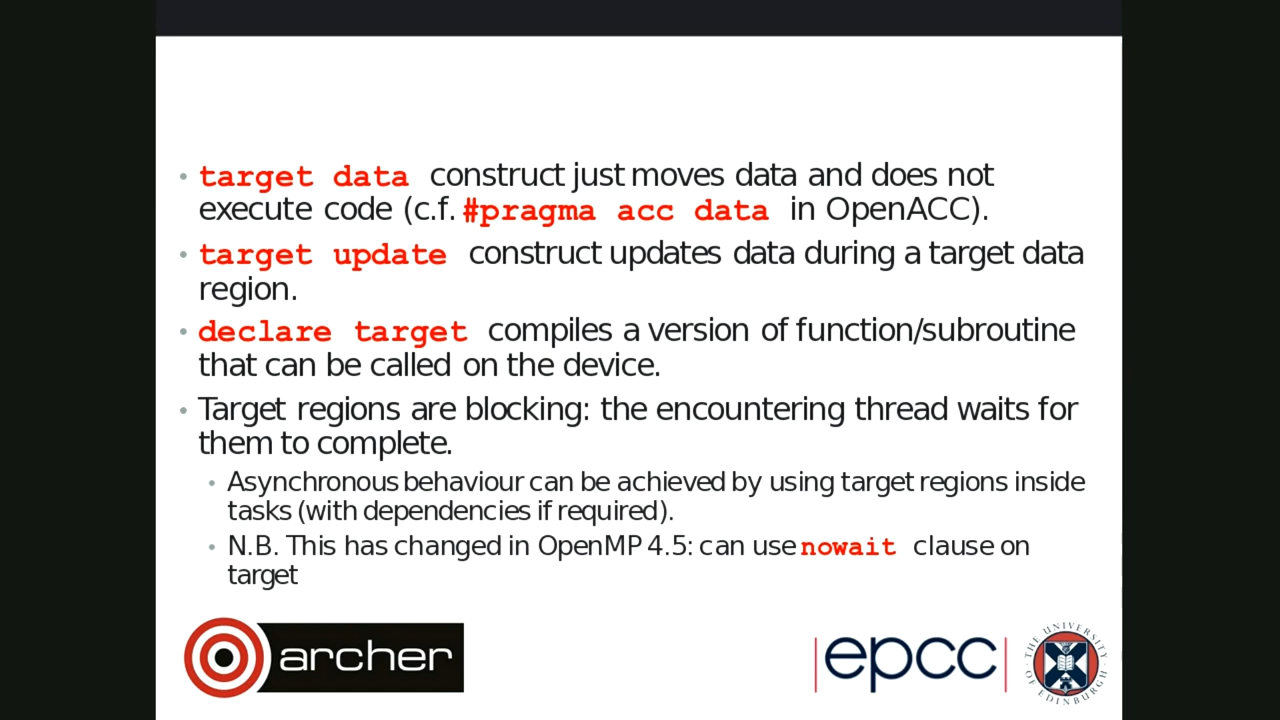 • target data construct just moves data and does not
execute code (c.f. #pragma acc data in OpenACC).
• target update construct updates data during a target data
region.
• declare target compiles a version of function/subroutine
that can be called on the device.
• Target regions are blocking: the encountering thread waits for
them to complete.
• Asynchronous behaviour can be achieved by using target regions inside
tasks (with dependencies if required).
• N.B. This has changed in OpenMP 4.5: can use nowait clause on
target
archer
epcc
THE UNIVERSITY
OF EDINBURGH